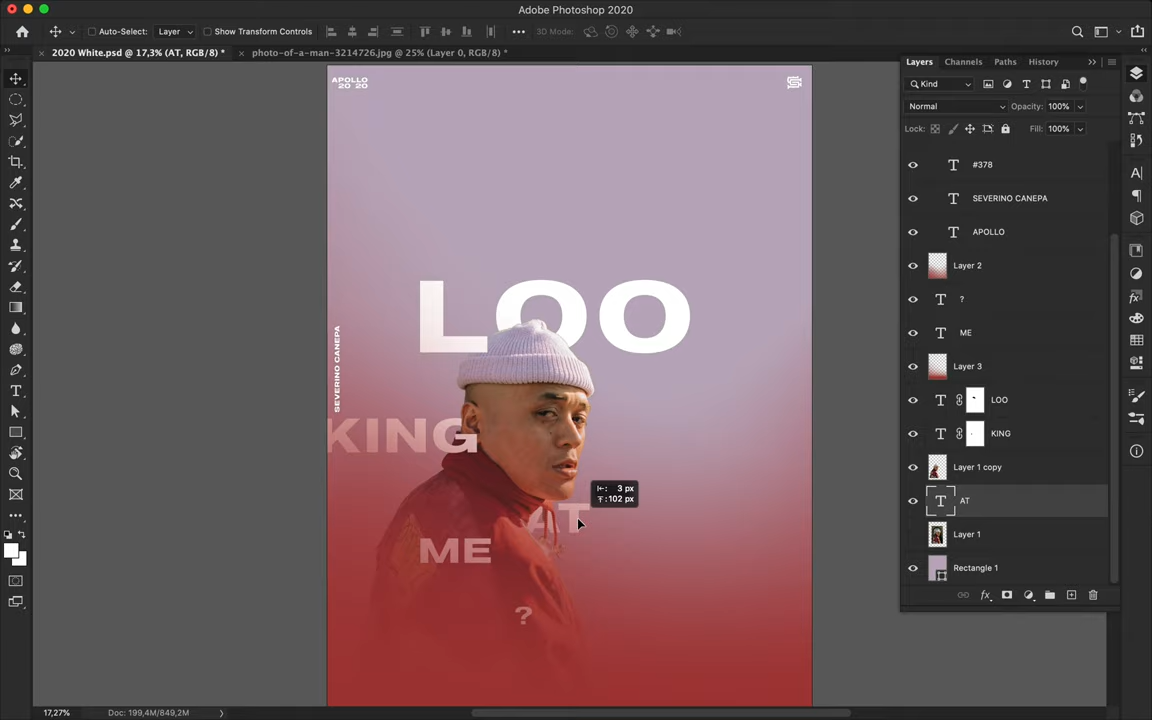 Adobe Photoshop 2020
Auto-Select: Layer Show Transform Controls 3D Mode:
2020 White.psd @ 17,3% (AT, RGB/8) *
photo-of-a-man-3214726.jpg @ 25% (Layer 0, RGB/8) *
APOLLO
20 20
LOO
SEVERINO CANEPA
KING
AT
ME
?
3 px
102 px
Layers Channels Paths History
Kind
Normal Opacity: 100%
Lock: Fill: 100%
#378
SEVERINO CANEPA
APOLLO
Layer 2
?
ME
Layer 3
LOO
KING
Layer 1 copy
AT
Layer 1
Rectangle 1
17,27% Doc: 199,4M/849,2M